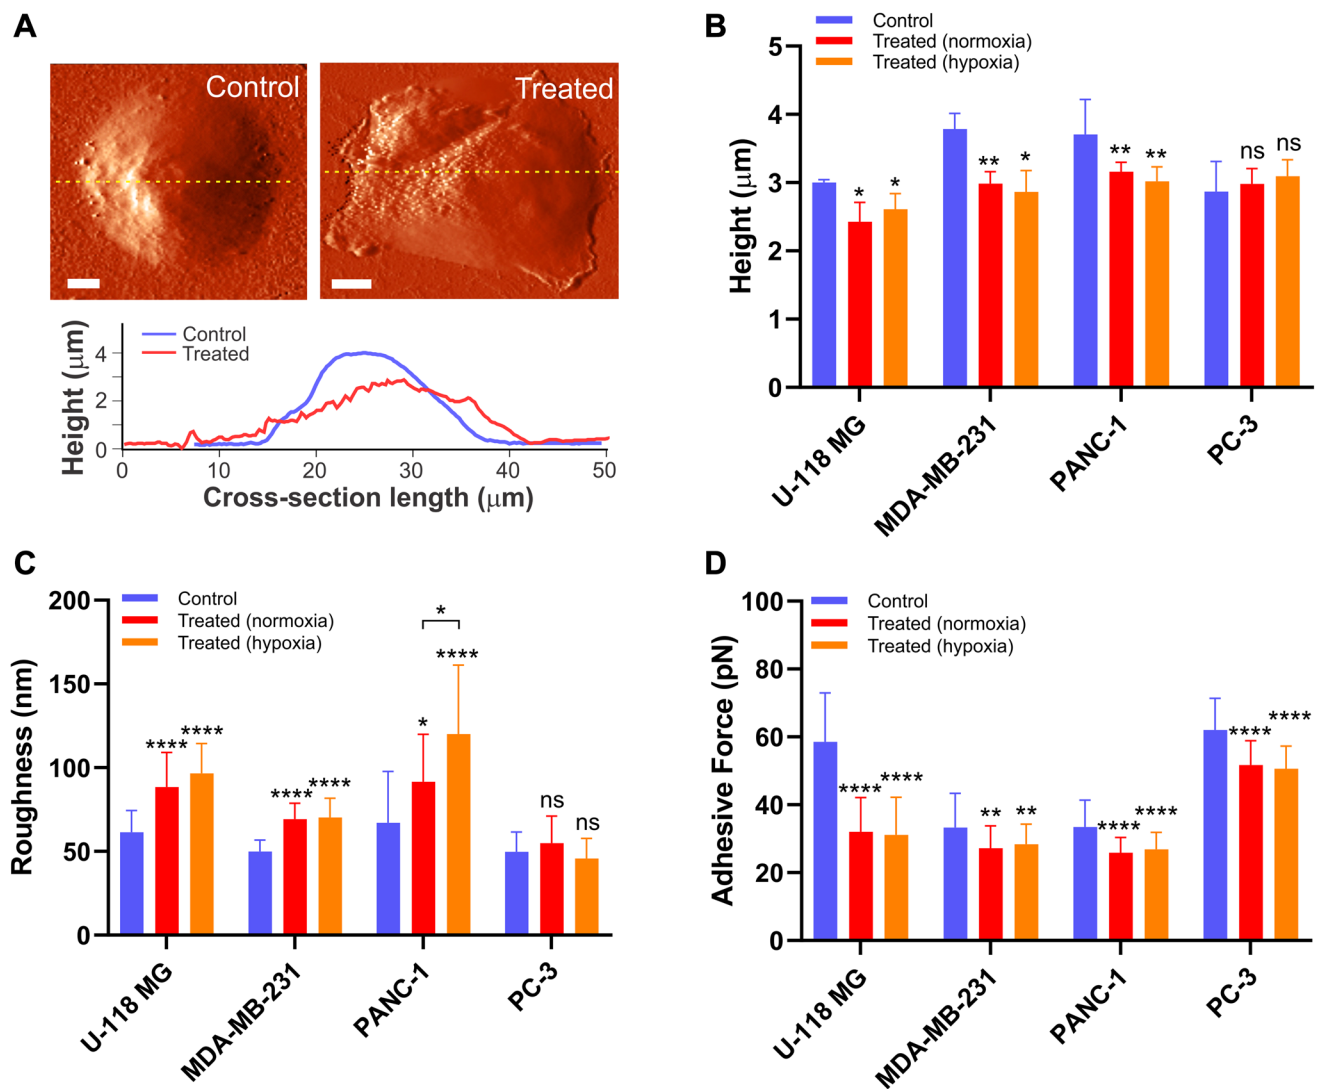 A
Control
Treated
Height (μm)
Control
Treated
4
2
0
0
10
20
30
40
50
Cross-section length (μm)
B
Control
Treated (normoxia)
Treated (hypoxia)
Height (μm)
5
4
3
2
1
0
*
*
**
*
**
**
ns
ns
U-118 MG
MDA-MB-231
PANC-1
PC-3
C
Control
Treated (normoxia)
Treated (hypoxia)
Roughness (nm)
200
150
100
50
0
****
****
****
****
*
****
*
ns
ns
U-118 MG
MDA-MB-231
PANC-1
PC-3
D
Control
Treated (normoxia)
Treated (hypoxia)
Adhesive Force (pN)
100
80
60
40
20
0
****
****
**
**
****
****
****
****
U-118 MG
MDA-MB-231
PANC-1
PC-3